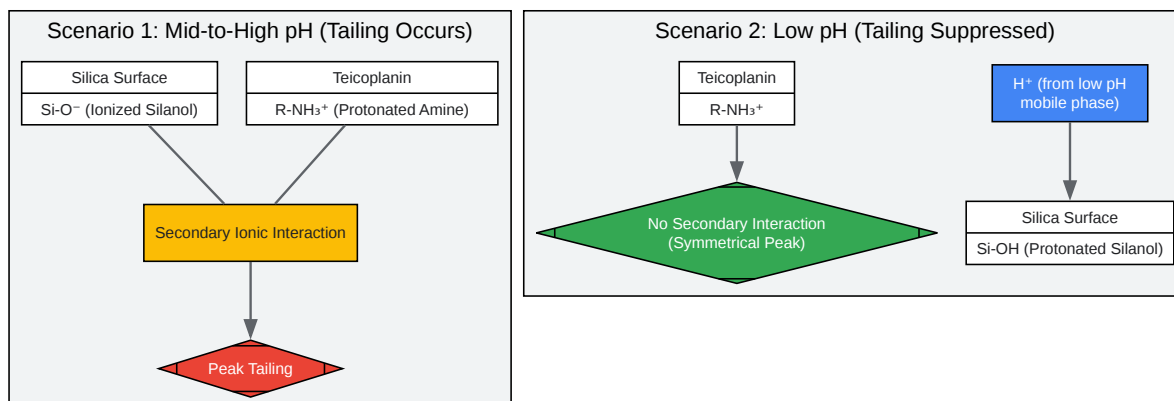 Scenario 1: Mid-to-High pH (Tailing Occurs)
Silica Surface
Si-O⁻ (Ionized Silanol)
Teicoplanin
R-NH₃⁺ (Protonated Amine)
Secondary Ionic Interaction
Peak Tailing
Scenario 2: Low pH (Tailing Suppressed)
Teicoplanin
R-NH₃⁺
H⁺ (from low pH
mobile phase)
No Secondary Interaction
(Symmetrical Peak)
Silica Surface
Si-OH (Protonated Silanol)